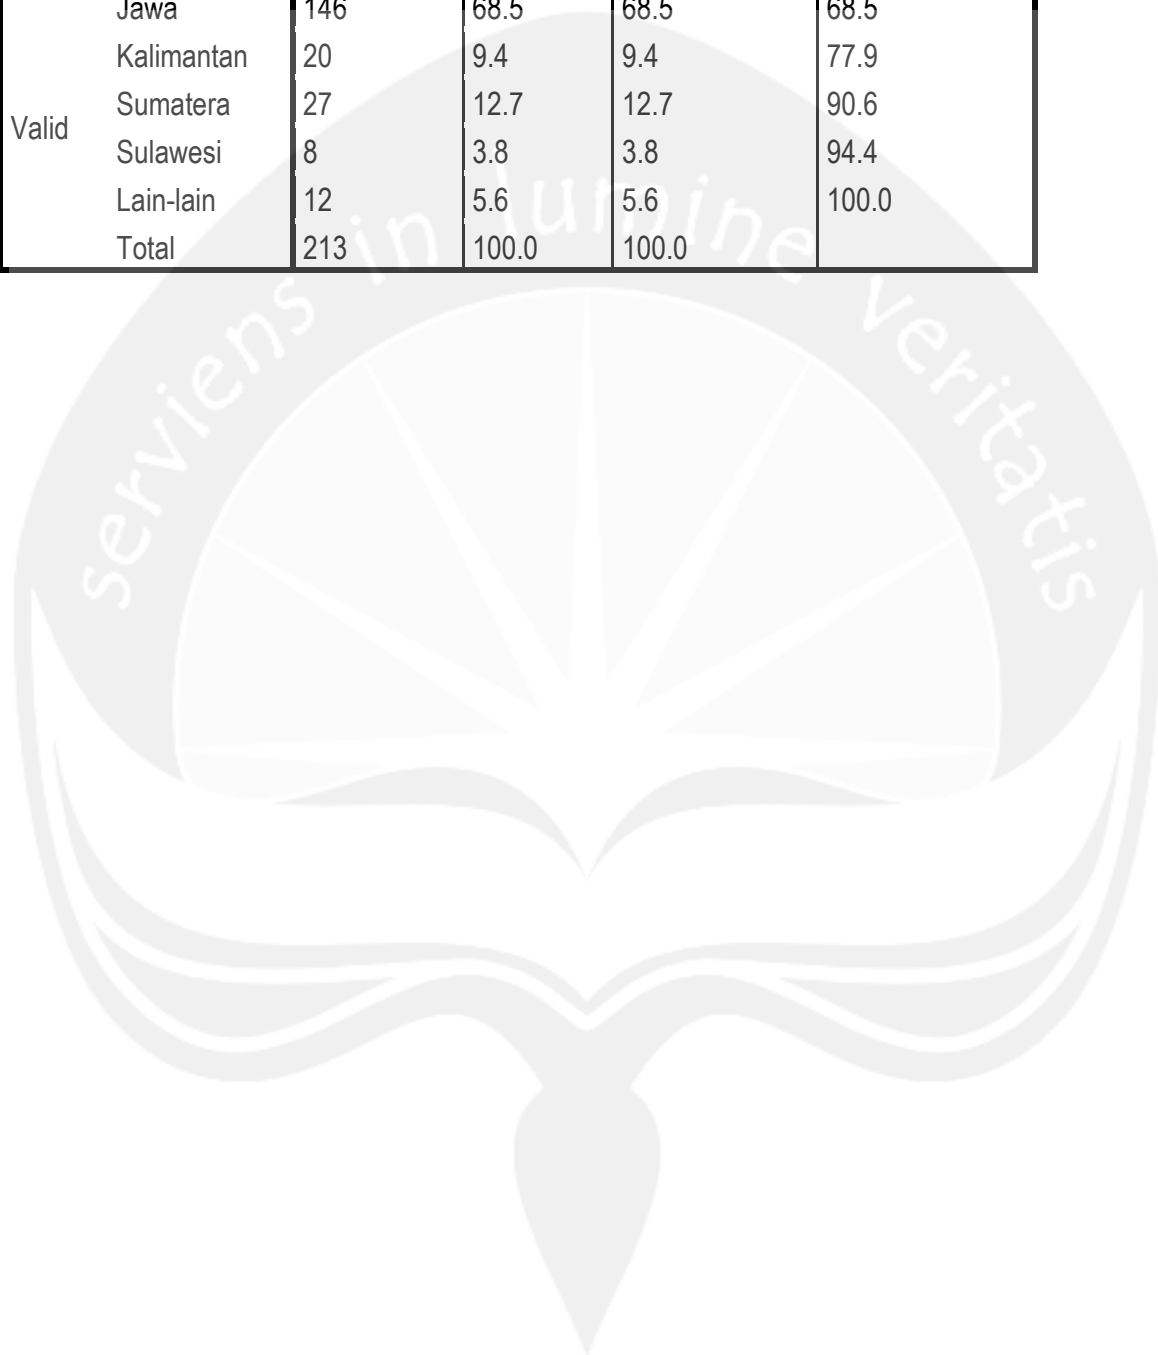 Jawa 146 68.5 68.5 68.5
Kalimantan 20 9.4 9.4 77.9
Sumatera 27 12.7 12.7 90.6
Valid
Sulawesi 8 3.8 3.8 94.4
Lain-lain 12 5.6 5.6 100.0
Total 213 100.0 100.0
serviens in lumine veritatis